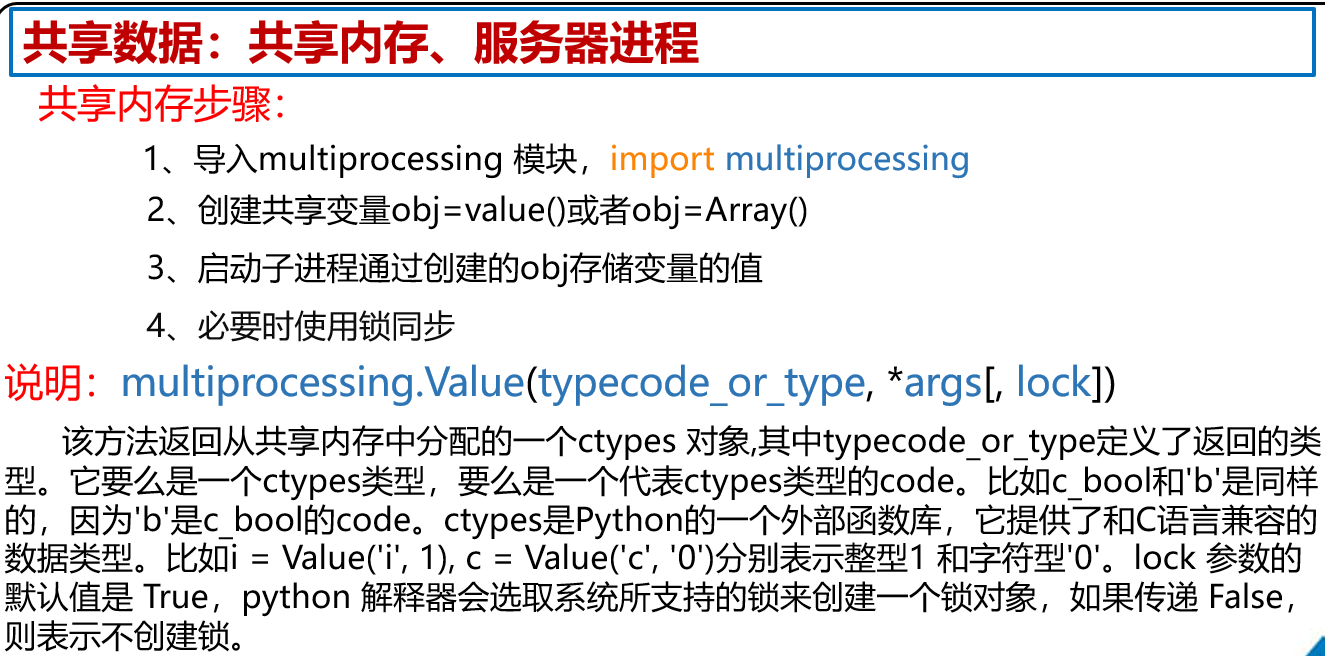 共享数据：共享内存、服务器进程
共享内存步骤：
1、导入multiprocessing 模块，import multiprocessing
2、创建共享变量obj=value()或者obj=Array()
3、启动子进程通过创建的obj存储变量的值
4、必要时使用锁同步
说明：multiprocessing.Value(typecode_or_type, *args[, lock])
该方法返回从共享内存中分配的一个ctypes 对象,其中typecode_or_type定义了返回的类
型。它要么是一个ctypes类型，要么是一个代表ctypes类型的code。比如c_bool和'b'是同样
的，因为'b'是c_bool的code。ctypes是Python的一个外部函数库，它提供了和C语言兼容的
数据类型。比如i = Value('i', 1), c = Value('c', '0')分别表示整型1 和字符型'0'。lock 参数的
默认值是 True，python 解释器会选取系统所支持的锁来创建一个锁对象，如果传递 False，
则表示不创建锁。